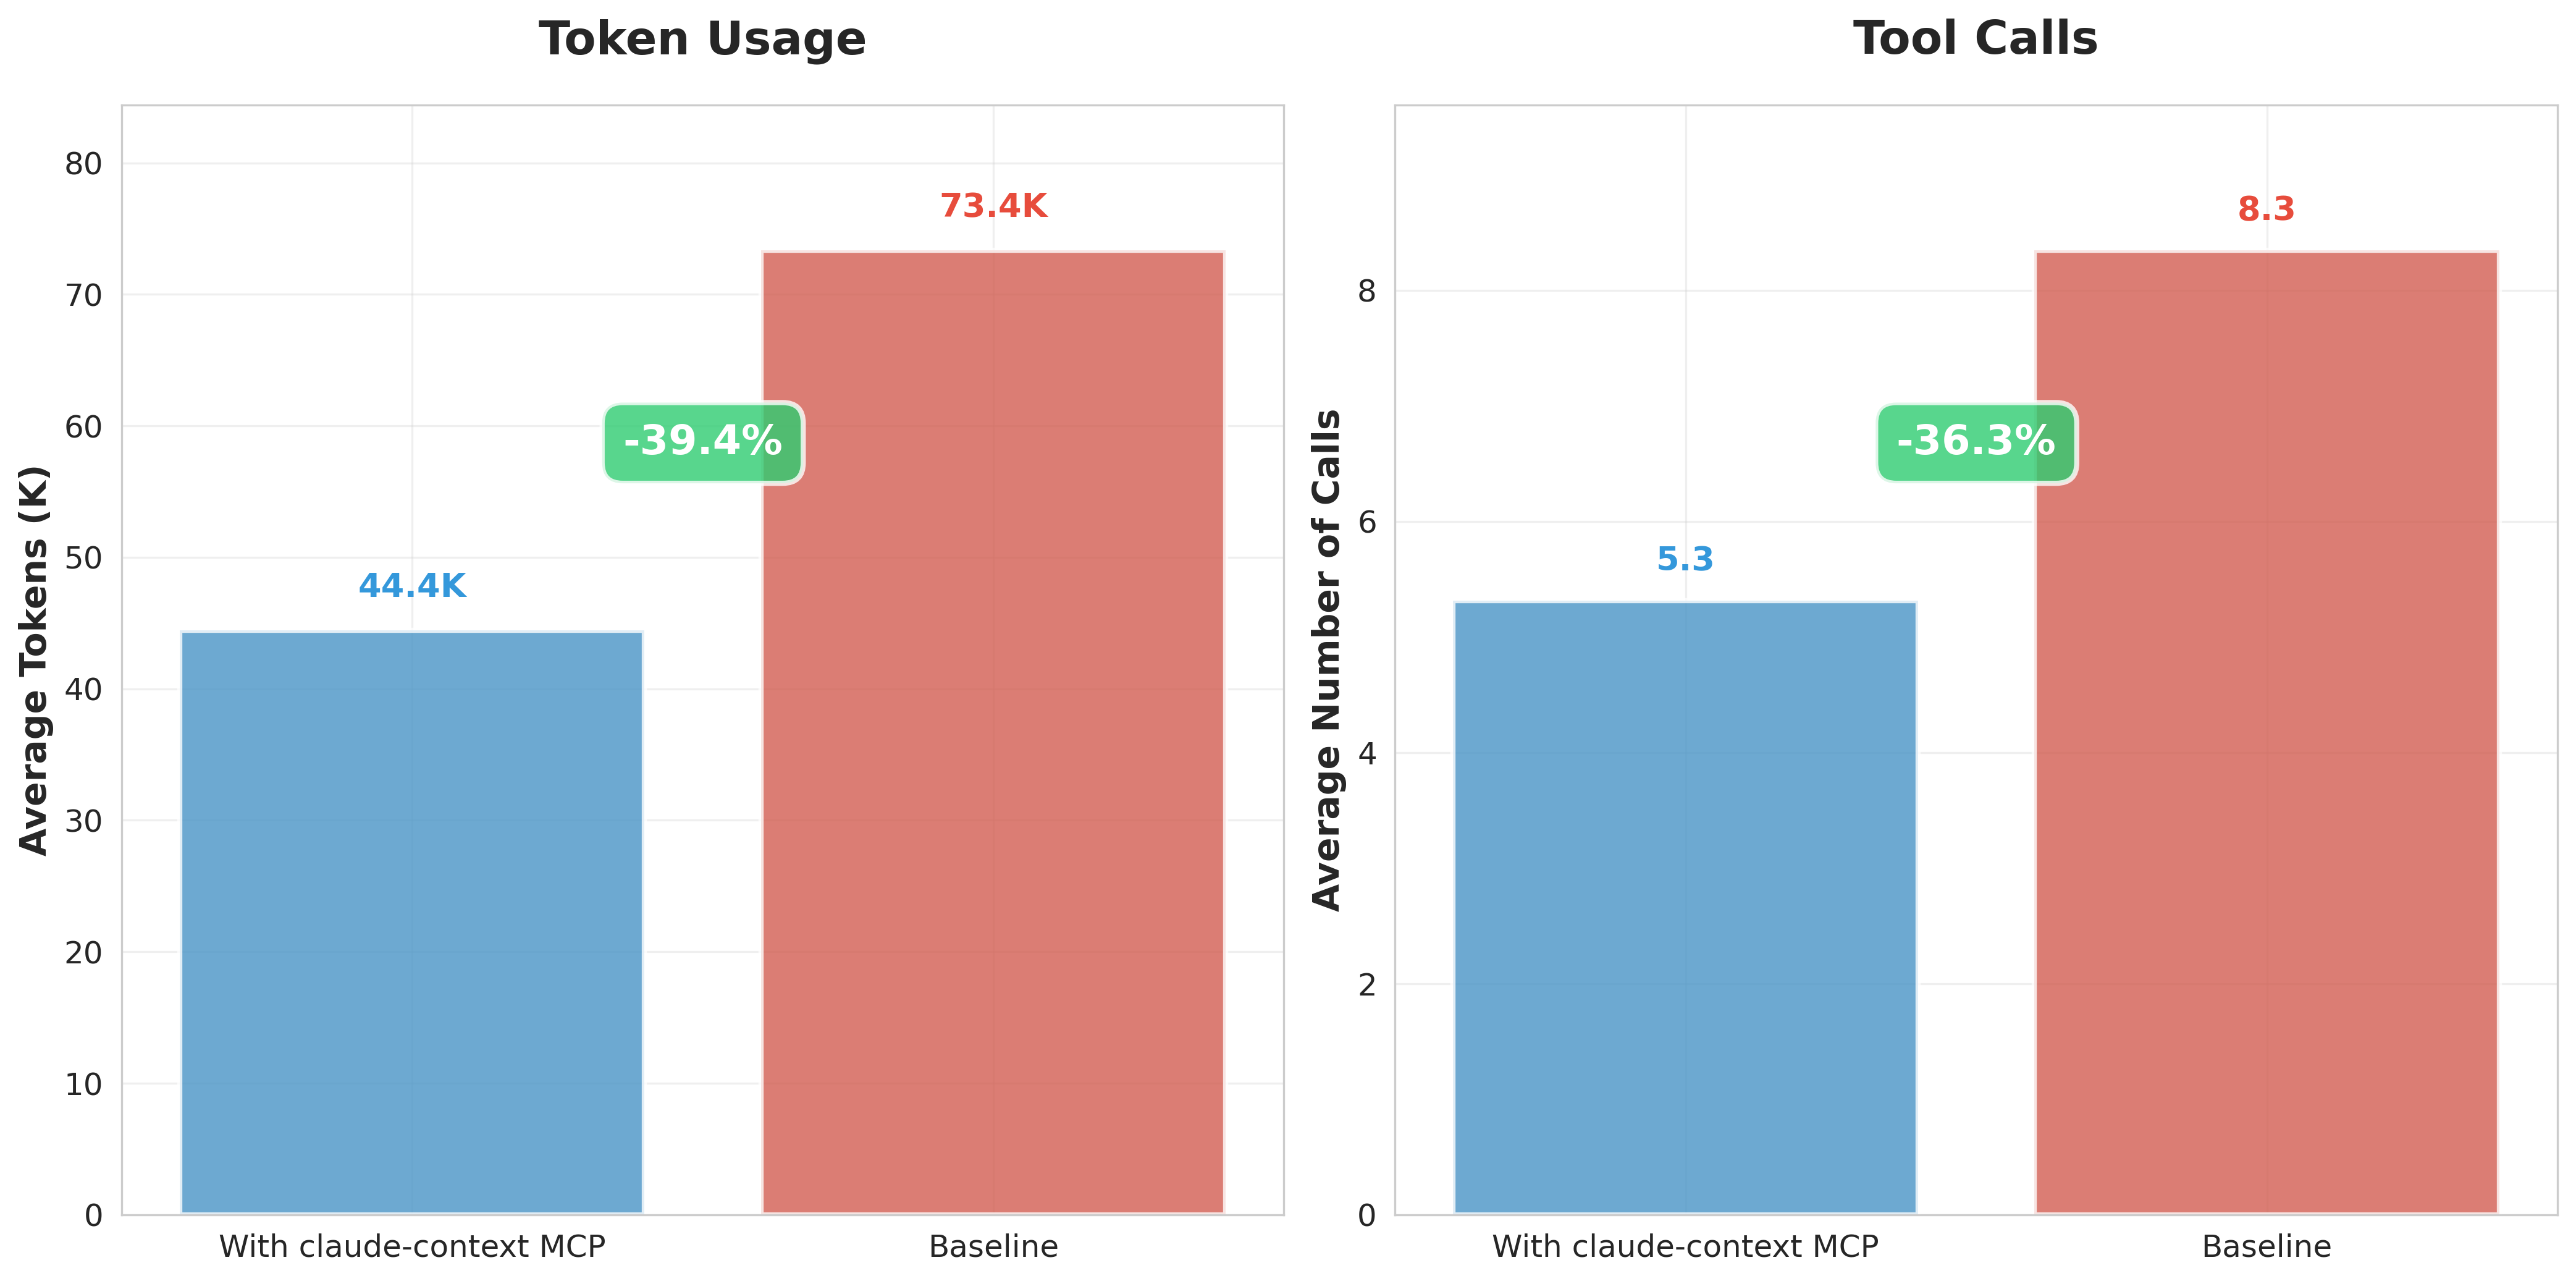 Token Usage
Average Tokens (K)
80
70
60
50
40
30
20
10
0
73.4K
-39.4%
44.4K
With claude-context MCP
Baseline
Tool Calls
Average Number of Calls
8
6
4
2
0
8.3
-36.3%
5.3
With claude-context MCP
Baseline